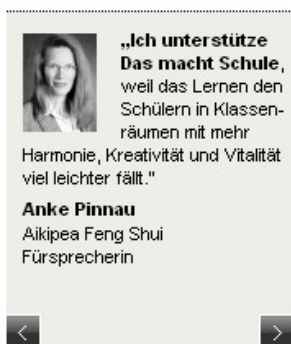 „Ich unterstütze
Das macht Schule,
weil das Lernen den
Schülern in Klassen-
räumen mit mehr
Harmonie, Kreativität und Vitalität
viel leichter fällt."
Anke Pinnau
Aikipea Feng Shui
Fürsprecherin